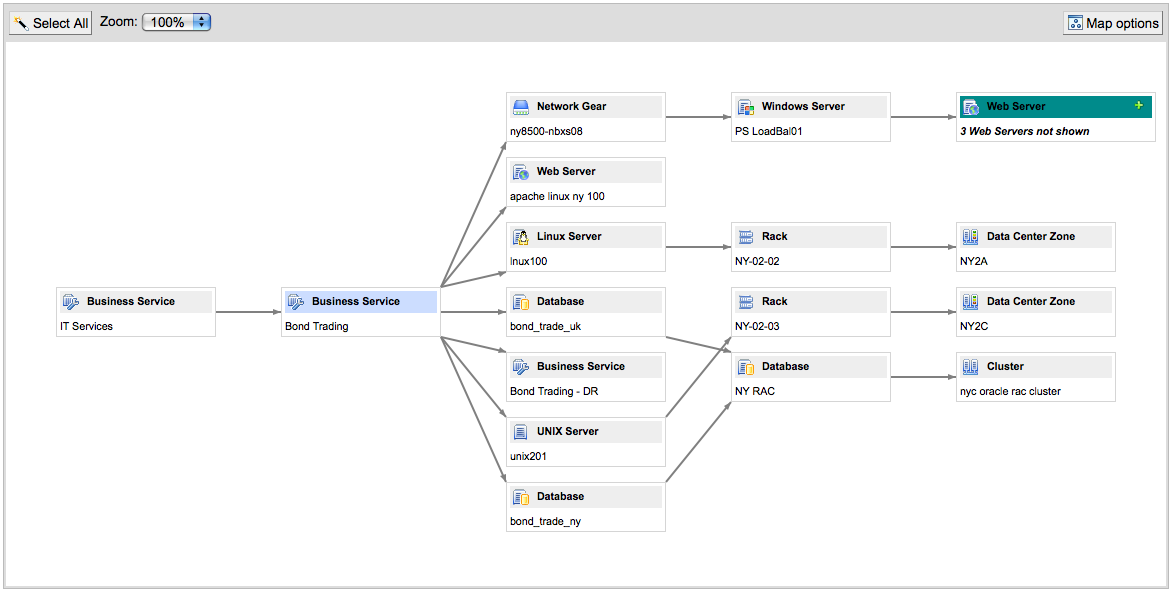 Select All Zoom: 100% Map options
Network Gear
ny8500-nbxs08
Windows Server
PS LoadBal01
Web Server
3 Web Servers not shown
Web Server
apache linux ny 100
Linux Server
lnux100
Rack
NY-02-02
Data Center Zone
NY2A
Business Service
IT Services
Business Service
Bond Trading
Database
bond_trade_uk
Rack
NY-02-03
Data Center Zone
NY2C
Business Service
Bond Trading - DR
Database
NY RAC
Cluster
nyc oracle rac cluster
UNIX Server
unix201
Database
bond_trade_ny